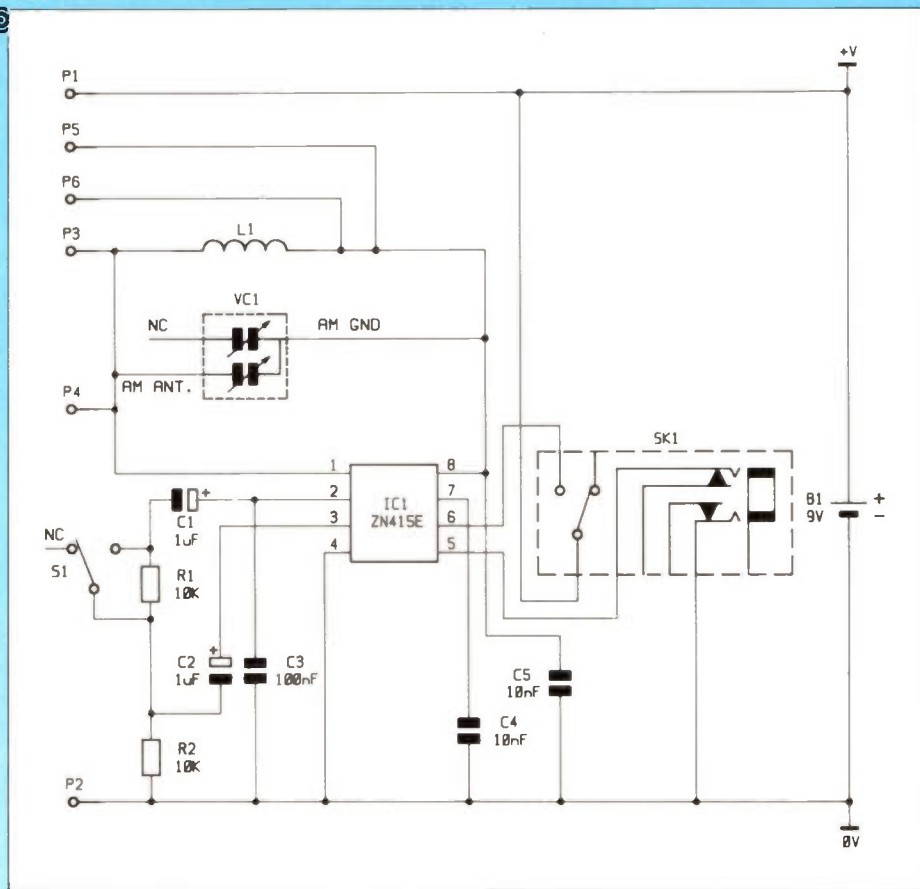 +V
P1
P5
P6
P3
L1
VC1
NC
AM GND
AM ANT.
P4
SK1
1
8
2
7
3
6
4
5
IC1
ZN415E
B1
9V
+
-
+
C1
1uF
NC
S1
R1
10K
+
C2
1uF
C3
100nF
C5
10nF
C4
10nF
R2
10K
P2
0V